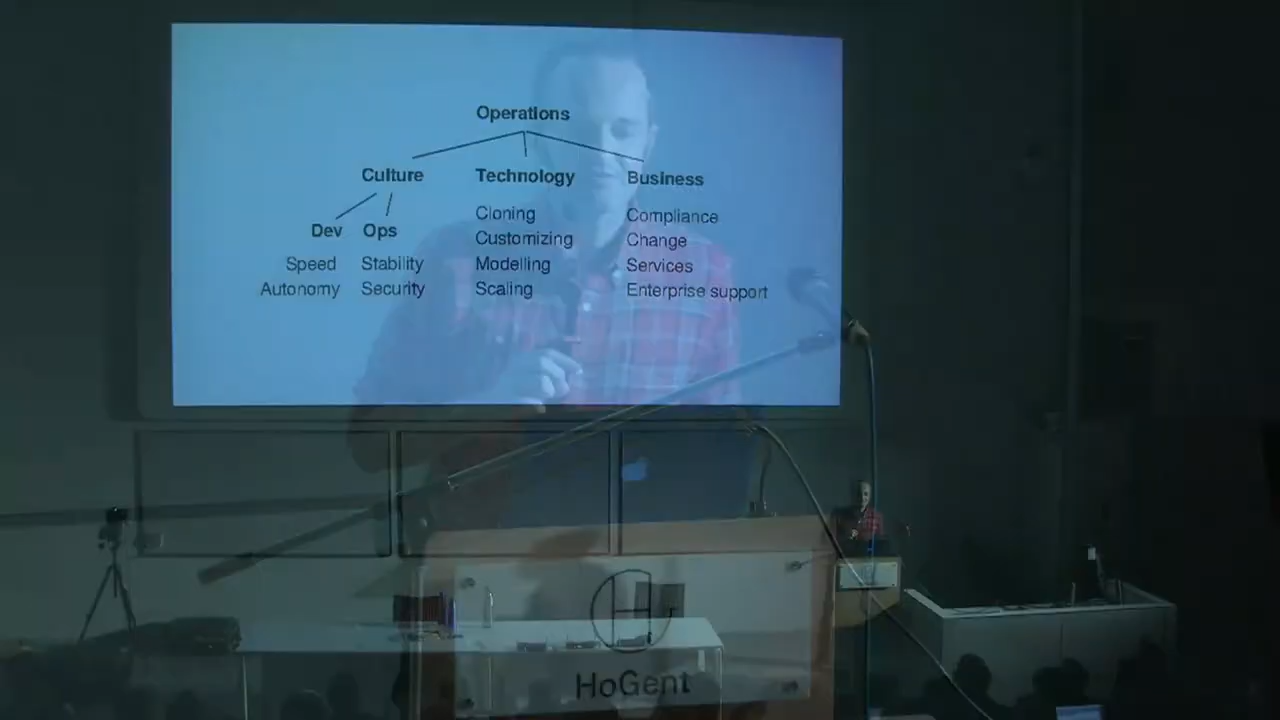 Operations
Culture Technology Business
Dev Ops
Cloning Compliance
Customizing Change
Speed Stability Modelling Services
Autonomy Security Scaling Enterprise support
HoGent